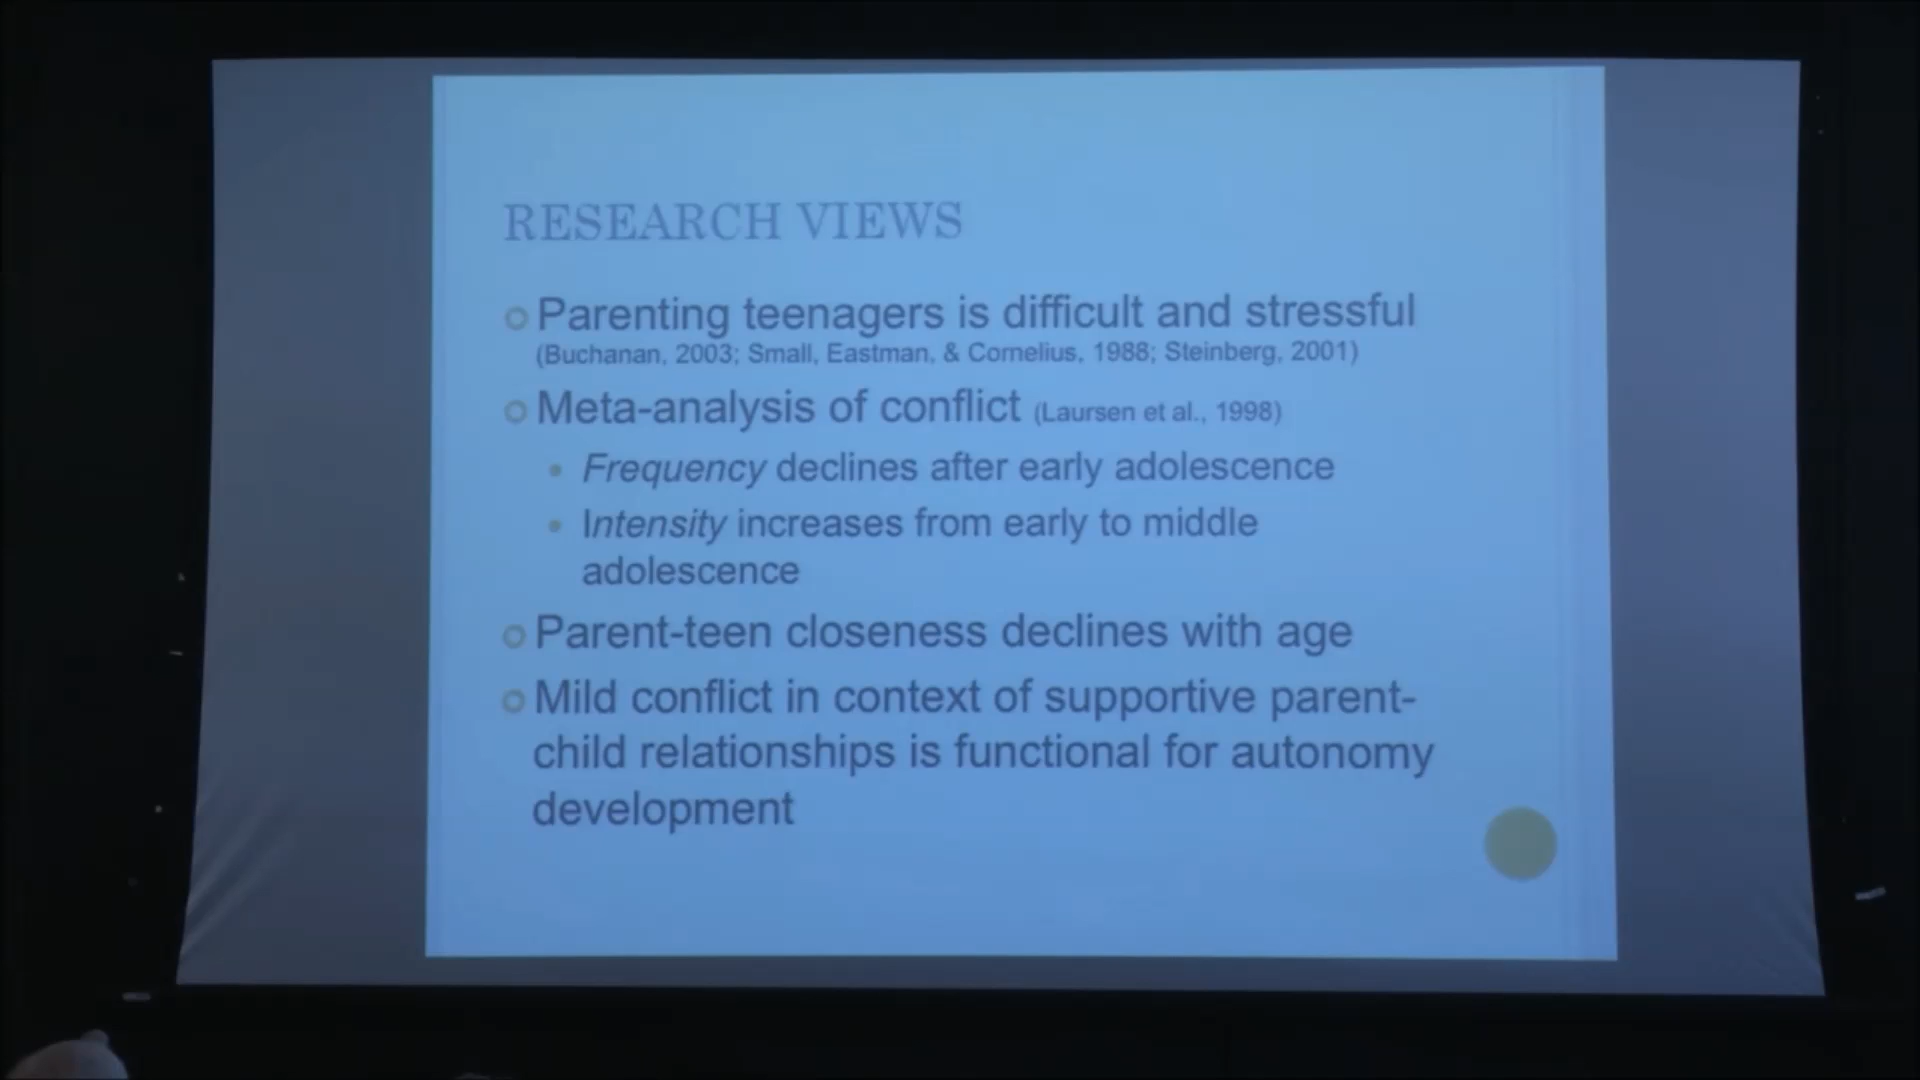 RESEARCH VIEWS
Parenting teenagers is difficult and stressful
(Buchanan, 2003; Small, Eastman, & Cornelius, 1988; Steinberg, 2001)
Meta-analysis of conflict (Laursen et al., 1998)
Frequency declines after early adolescence
Intensity increases from early to middle
adolescence
Parent-teen closeness declines with age
Mild conflict in context of supportive parent-
child relationships is functional for autonomy
development